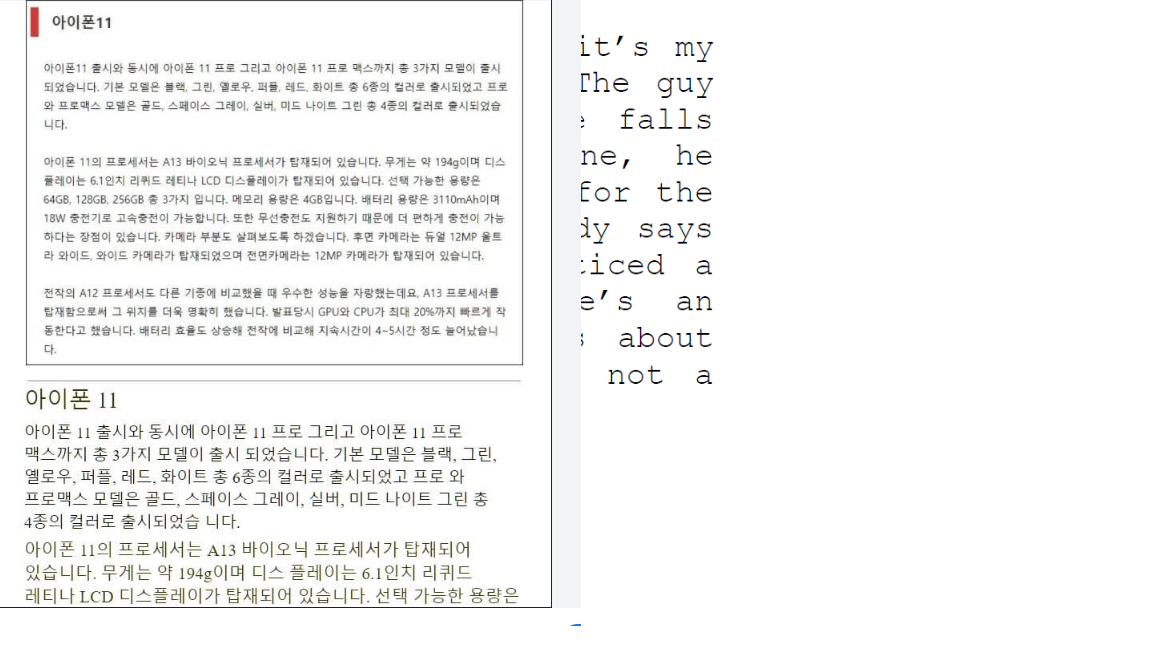 아이폰11
아이폰11 출시와 동시에 아이폰 11 프로 그리고 아이폰 11 프로 맥스까지 총 3가지 모델이 출시
되었습니다. 기본 모델은 블랙, 그린, 옐로우, 퍼플, 레드, 화이트 총 6종의 컬러로 출시되었고 프로
와 프로맥스 모델은 골드, 스페이스 그레이, 실버, 미드 나이트 그린 총 4종의 컬러로 출시되었습
니다.
아이폰 11의 프로세서는 A13 바이오닉 프로세서가 탑재되어 있습니다. 무게는 약 194g이며 디스
플레이는 6.1인치 리퀴드 레티나 LCD 디스플레이가 탑재되어 있습니다. 선택 가능한 용량은
64GB, 128GB, 256GB 총 3가지 입니다. 메모리 용량은 4GB입니다. 배터리 용량은 3110mAh이며
18W 충전기로 고속충전이 가능합니다. 또한 무선충전도 지원하기 때문에 더 편하게 충전이 가능
하다는 장점이 있습니다. 카메라 부분도 살펴보도록 하겠습니다. 후면 카메라는 듀얼 12MP 울트
라 와이드, 와이드 카메라가 탑재되었으며 전면카메라는 12MP 카메라가 탑재되어 있습니다.
전작의 A12 프로세서도 다른 기종에 비교했을 때 우수한 성능을 자랑했는데요, A13 프로세서를
탑재함으로써 그 위치를 더욱 명확히 했습니다. 발표당시 GPU와 CPU가 최대 20%까지 빠르게 작
동한다고 했습니다. 배터리 효율도 상승해 전작에 비교해 지속시간이 4~5시간 정도 늘어났습니
다.
아이폰 11
아이폰 11 출시와 동시에 아이폰 11 프로 그리고 아이폰 11 프로
맥스까지 총 3가지 모델이 출시 되었습니다. 기본 모델은 블랙, 그린,
옐로우, 퍼플, 레드, 화이트 총 6종의 컬러로 출시되었고 프로 와
프로맥스 모델은 골드, 스페이스 그레이, 실버, 미드 나이트 그린 총
4종의 컬러로 출시되었습 니다.
아이폰 11의 프로세서는 A13 바이오닉 프로세서가 탑재되어
있습니다. 무게는 약 194g이며 디스 플레이는 6.1인치 리퀴드
레티나 LCD 디스플레이가 탑재되어 있습니다. 선택 가능한 용량은
it’s my
The guy
falls
he
for the
says
a
an
about
not a